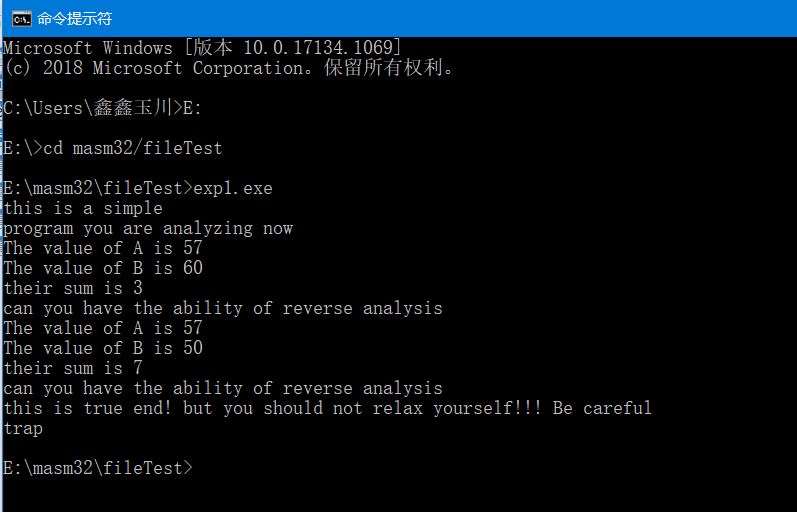 命令提示符
Microsoft Windows [版本 10.0.17134.1069]
(c) 2018 Microsoft Corporation。保留所有权利。
C:\Users\鑫鑫玉川>E:
E:\>cd masm32/fileTest
E:\masm32\fileTest>exp1.exe
this is a simple
program you are analyzing now
The value of A is 57
The value of B is 60
their sum is 3
can you have the ability of reverse analysis
The value of A is 57
The value of B is 50
their sum is 7
can you have the ability of reverse analysis
this is true end! but you should not relax yourself!!! Be careful
trap
E:\masm32\fileTest>